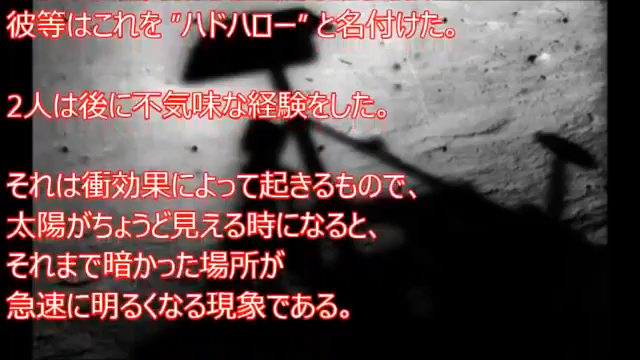 彼等はこれを ”ハドハロー” と名付けた。
2人は後に不気味な経験をした。
それは衝効果によって起きるもので、
太陽がちょうど見える時になると、
それまで暗かった場所が
急速に明るくなる現象である。